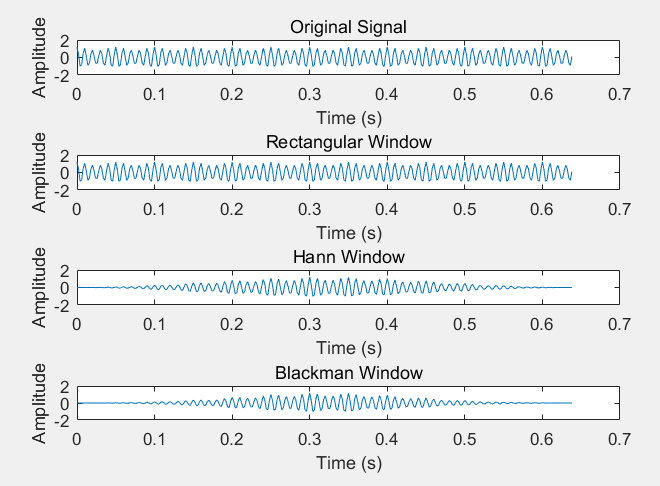 Original Signal
Amplitude
2
0
-2
0 0.1 0.2 0.3 0.4 0.5 0.6 0.7
Time (s)
Rectangular Window
Amplitude
2
0
-2
0 0.1 0.2 0.3 0.4 0.5 0.6 0.7
Time (s)
Hann Window
Amplitude
2
0
-2
0 0.1 0.2 0.3 0.4 0.5 0.6 0.7
Time (s)
Blackman Window
Amplitude
2
0
-2
0 0.1 0.2 0.3 0.4 0.5 0.6 0.7
Time (s)